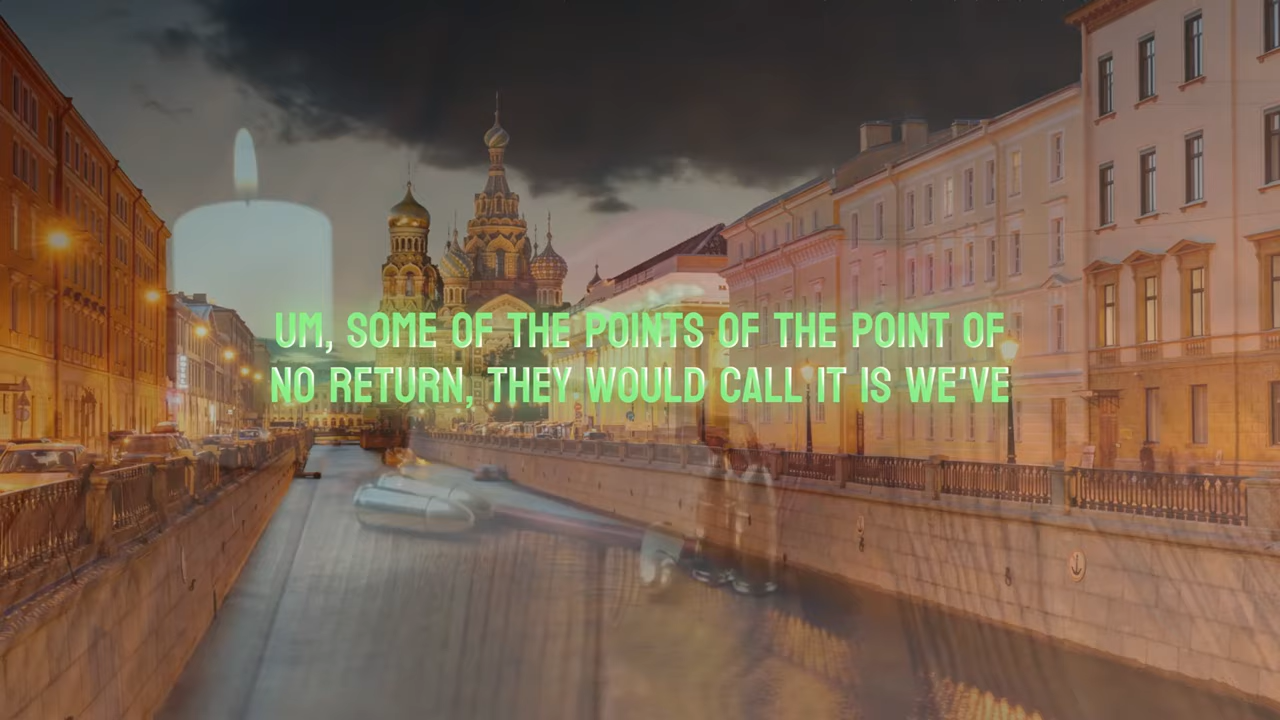 UM, SOME OF THE POINTS OF THE POINT OF
NO RETURN, THEY WOULD CALL IT IS WE'VE